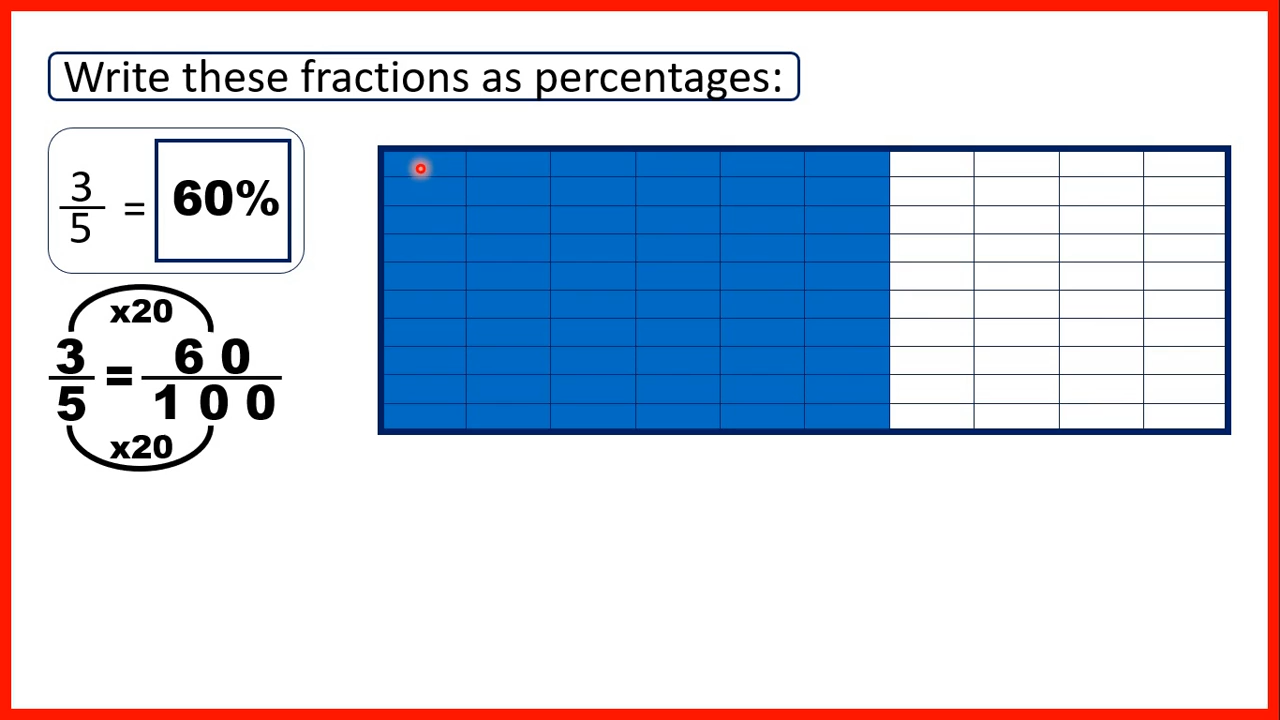 Write these fractions as percentages:
3/5 = 60%
x20
3/5 = 60/100
x20